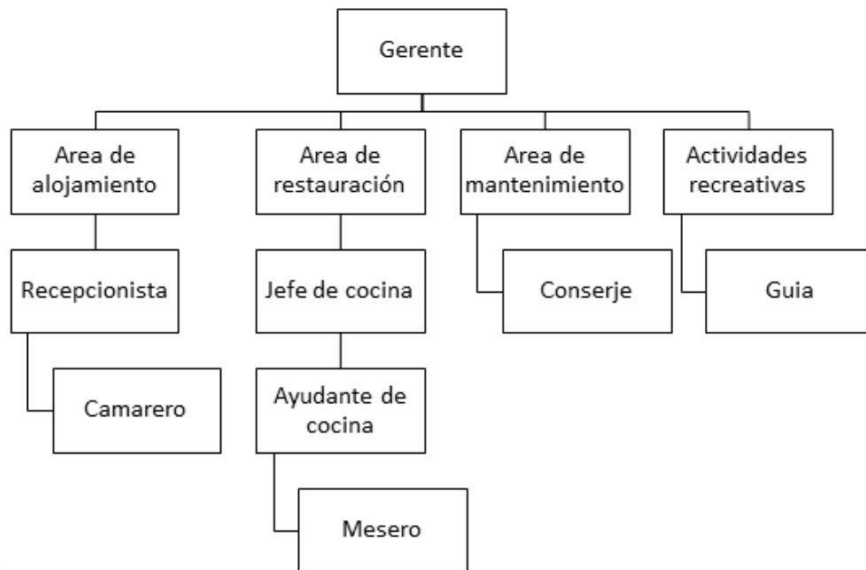 Gerente
Area de
alojamiento
Area de
restauración
Area de
mantenimiento
Actividades
recreativas
Recepcionista
Jefe de cocina
Conserje
Guia
Camarero
Ayudante de
cocina
Mesero